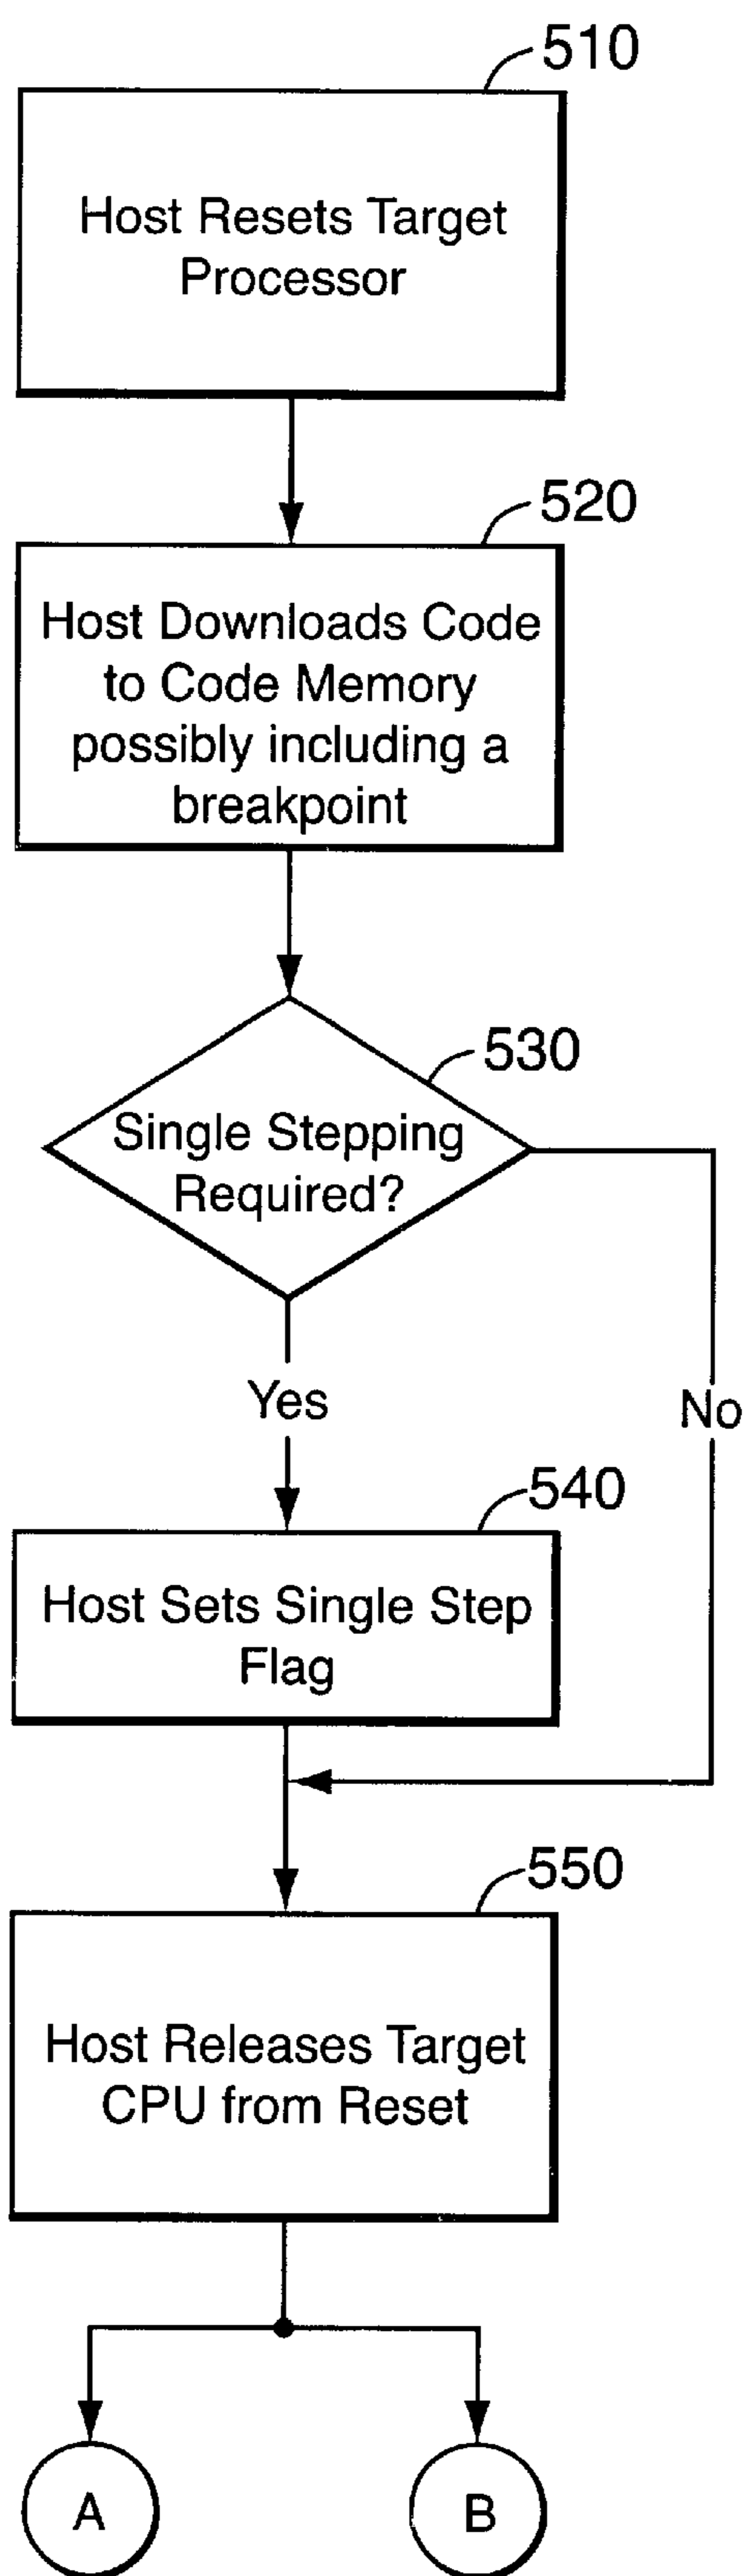 510
Host Resets Target
Processor
520
Host Downloads Code
to Code Memory
possibly including a
breakpoint
530
Single Stepping
Required?
Yes
No
540
Host Sets Single Step
Flag
550
Host Releases Target
CPU from Reset
A
B